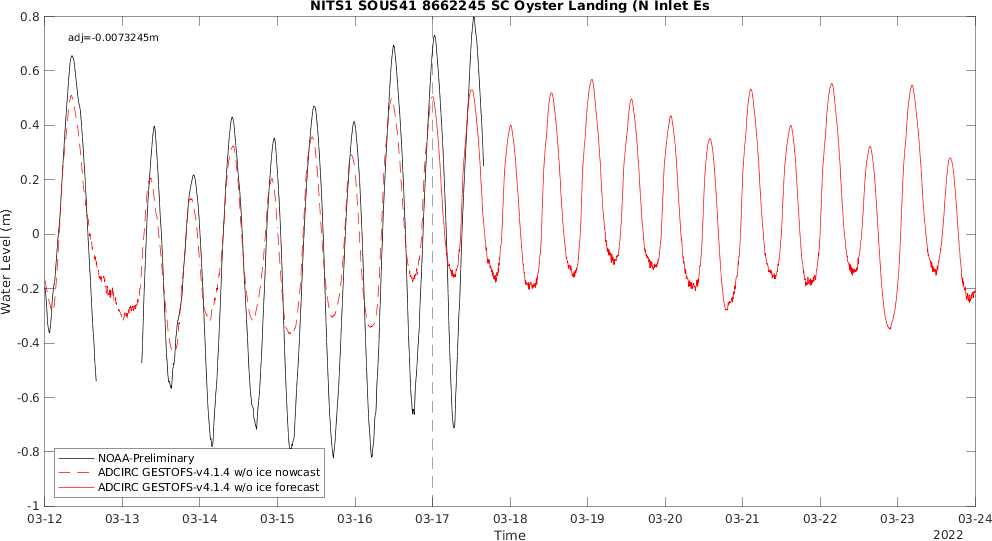 NITS1 SOUS41 8662245 SC Oyster Landing (N Inlet Es
adj=-0.0073245m
0.8
0.6
0.4
0.2
0
-0.2
-0.4
-0.6
-0.8
-1
Water Level (m)
NOAA-Preliminary
ADCIRC GESTOFS-v4.1.4 w/o ice nowcast
ADCIRC GESTOFS-v4.1.4 w/o ice forecast
03-12 03-13 03-14 03-15 03-16 03-17 03-18 03-19 03-20 03-21 03-22 03-23 03-24
Time
2022